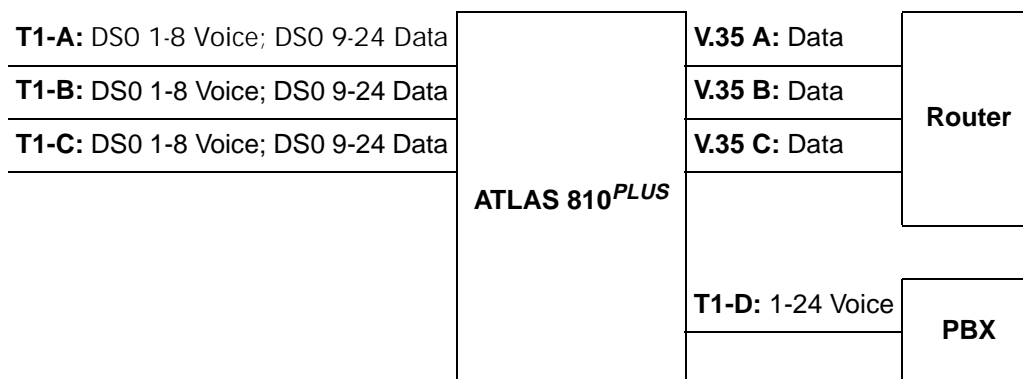 T1-A: DS0 1-8 Voice; DS0 9-24 Data
T1-B: DS0 1-8 Voice; DS0 9-24 Data
T1-C: DS0 1-8 Voice; DS0 9-24 Data
ATLAS 810PLUS
V.35 A: Data
V.35 B: Data
V.35 C: Data
Router
T1-D: 1-24 Voice
PBX